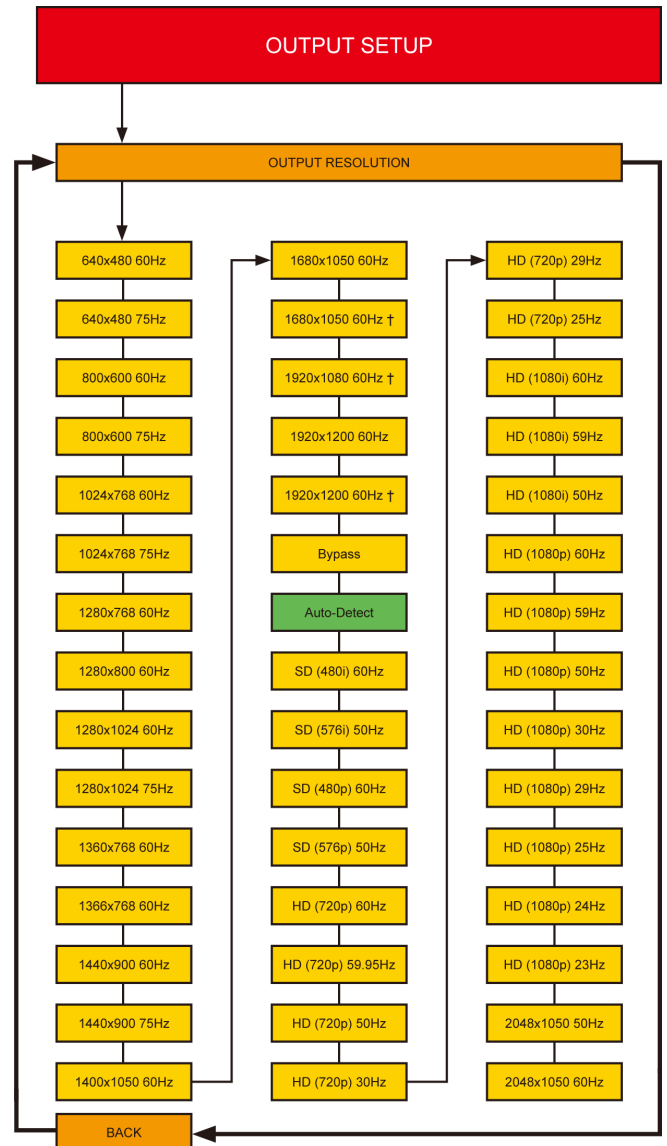 OUTPUT SETUP
OUTPUT RESOLUTION
640x480 60Hz
640x480 75Hz
800x600 60Hz
800x600 75Hz
1024x768 60Hz
1024x768 75Hz
1280x768 60Hz
1280x800 60Hz
1280x1024 60Hz
1280x1024 75Hz
1360x768 60Hz
1366x768 60Hz
1440x900 60Hz
1440x900 75Hz
1400x1050 60Hz
1680x1050 60Hz
1680x1050 60Hz †
1920x1080 60Hz †
1920x1200 60Hz
1920x1200 60Hz †
Bypass
Auto-Detect
SD (480i) 60Hz
SD (576i) 50Hz
SD (480p) 60Hz
SD (576p) 50Hz
HD (720p) 60Hz
HD (720p) 59.95Hz
HD (720p) 50Hz
HD (720p) 30Hz
HD (720p) 29Hz
HD (720p) 25Hz
HD (1080i) 60Hz
HD (1080i) 59Hz
HD (1080i) 50Hz
HD (1080p) 60Hz
HD (1080p) 59Hz
HD (1080p) 50Hz
HD (1080p) 30Hz
HD (1080p) 29Hz
HD (1080p) 25Hz
HD (1080p) 24Hz
HD (1080p) 23Hz
2048x1050 50Hz
2048x1050 60Hz
BACK